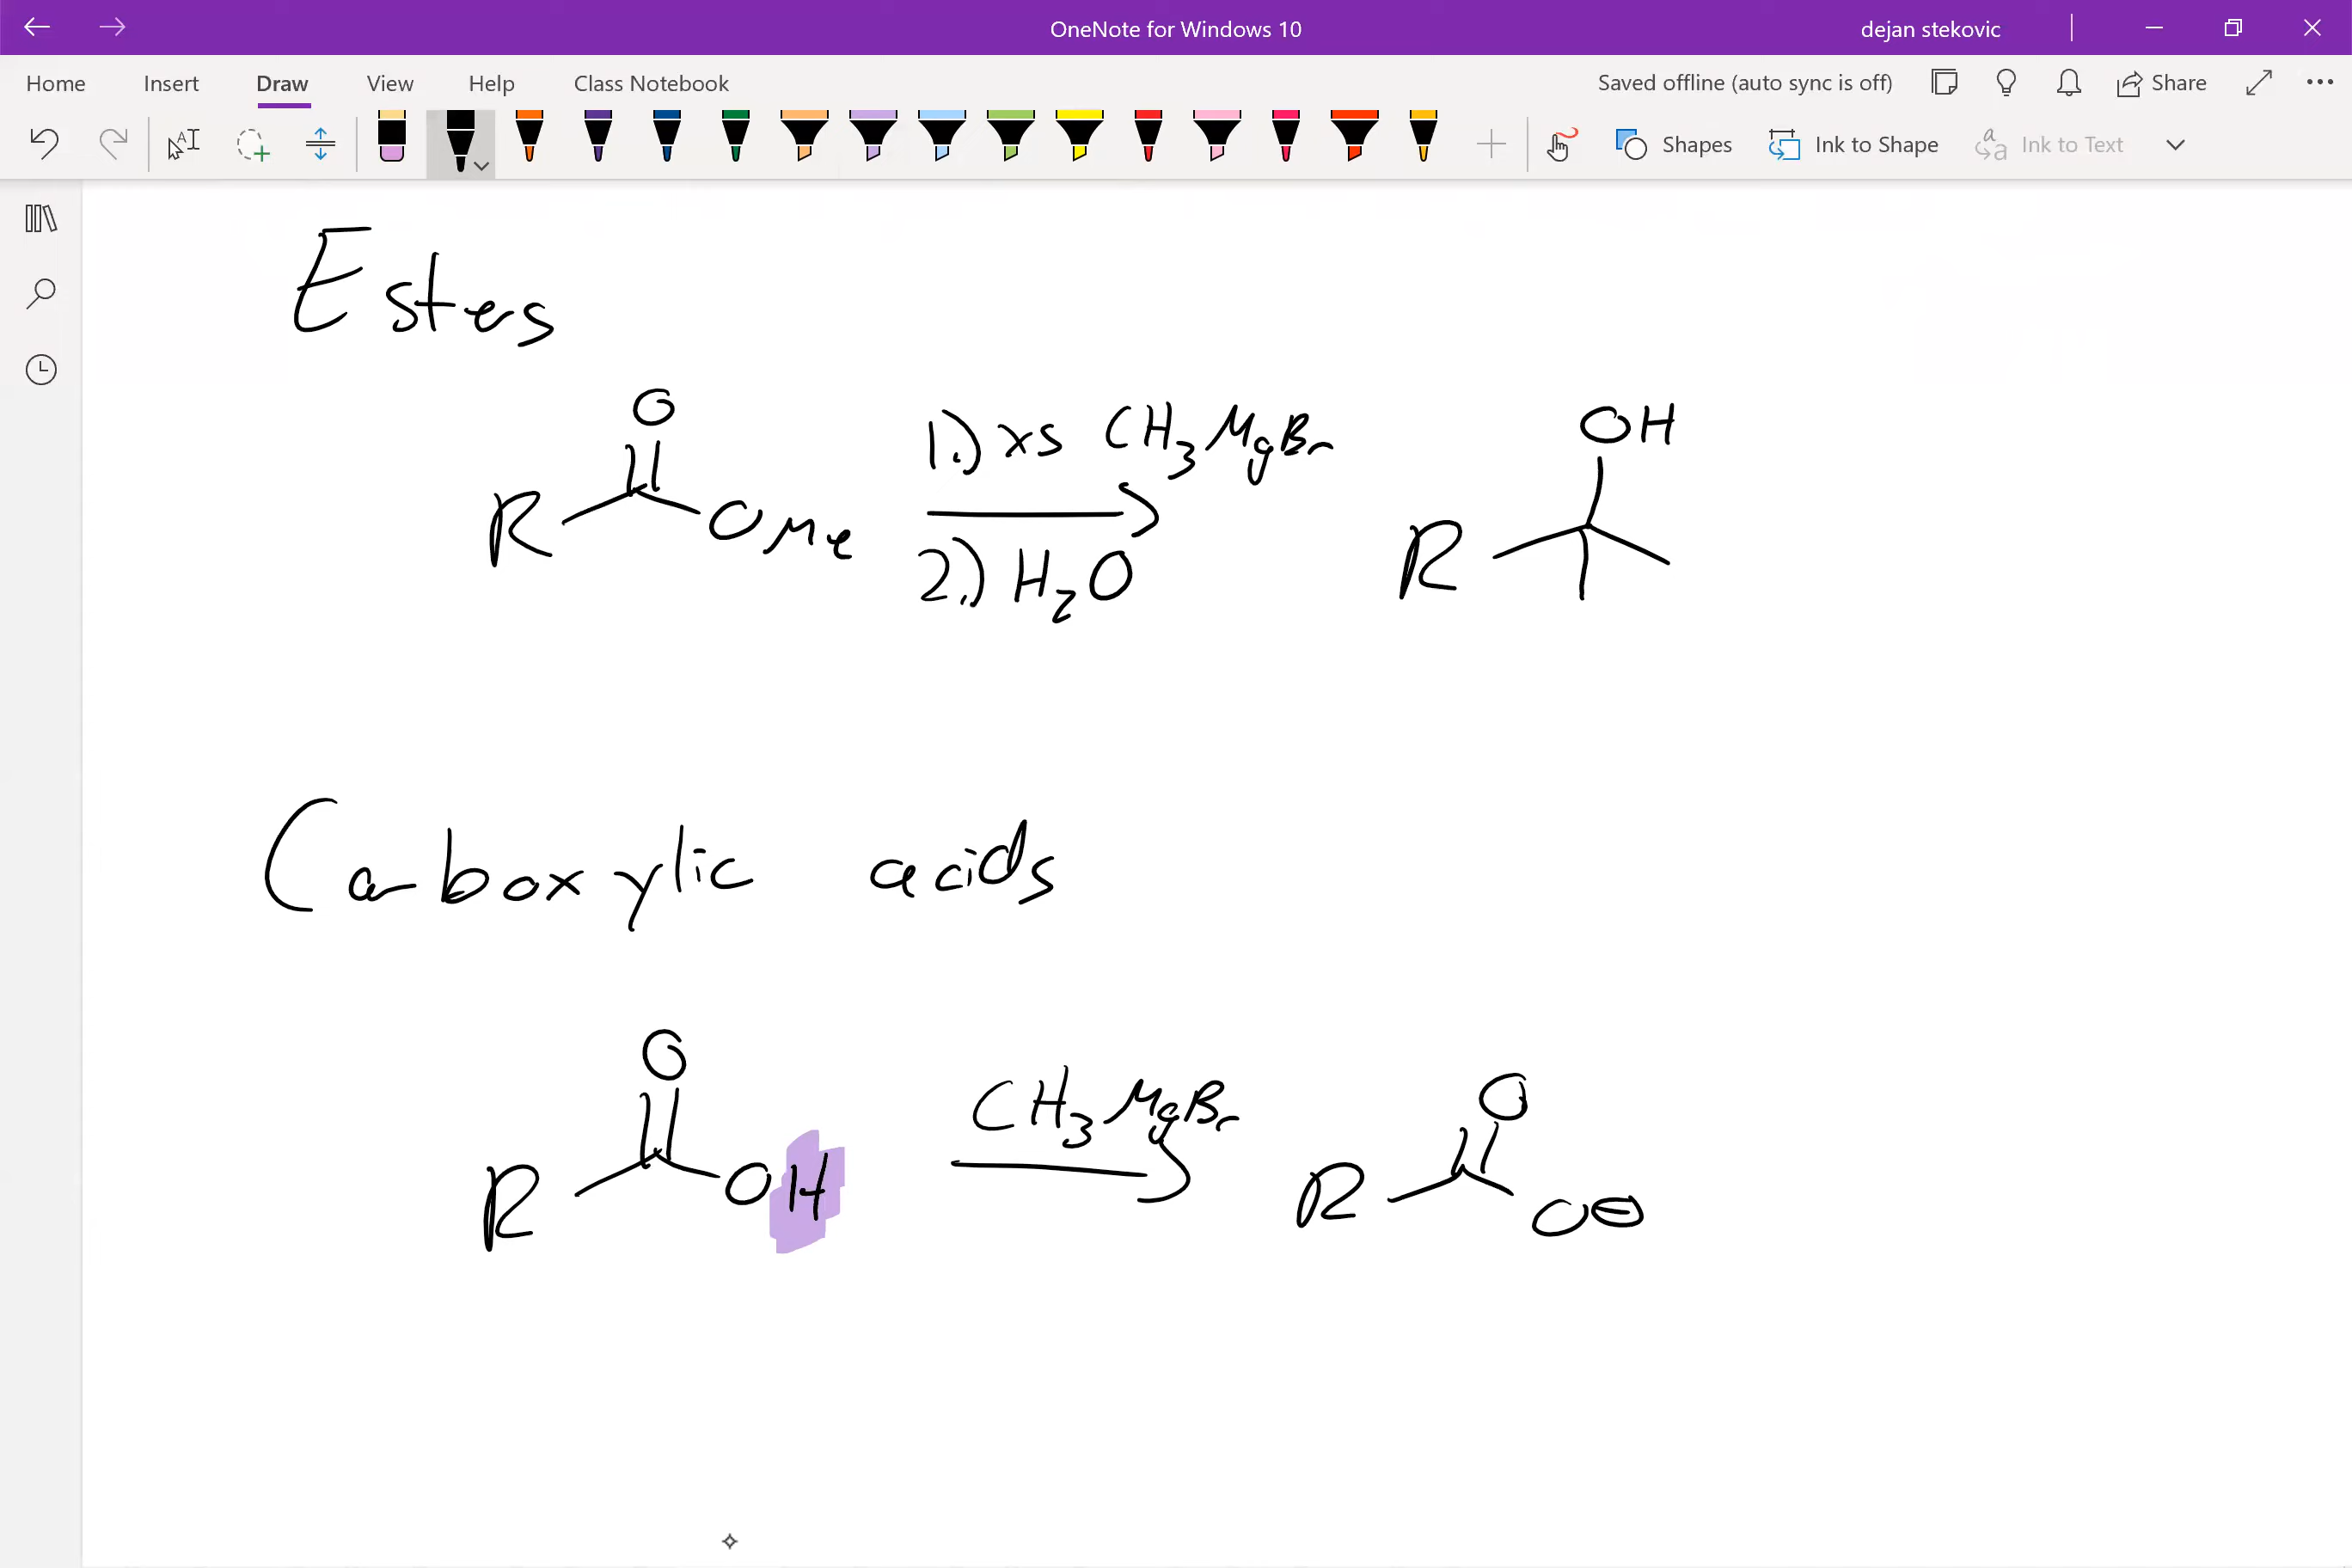 OneNote for Windows 10 dejan stekovic
Home Insert Draw View Help Class Notebook Saved offline (auto sync is off) Share
Shapes Ink to Shape Ink to Text
Esters
O
1.) xs CH3MgBr
OH
R OMe
R
2.) H2O
Carboxylic acids
O
CH3MgBr
O
R OH
R O⊖